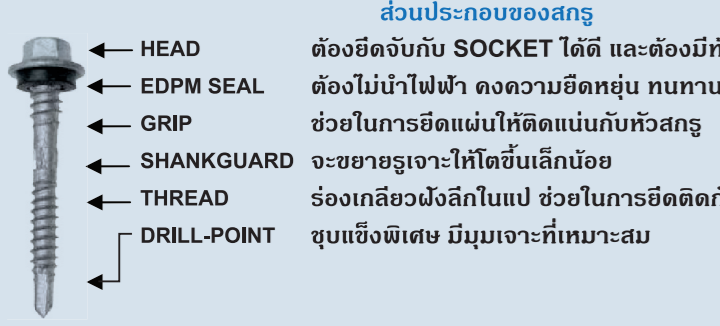 ส่วนประกอบของสกรู
HEAD ต้องยึดจับกับ SOCKET ได้ดี และต้องมี
EDPM SEAL ต้องไม่นำไฟฟ้า คงความยืดหยุ่น ทนทาน
GRIP ช่วยในการยึดแผ่นให้ติดแน่นกับหัวสกรู
SHANKGUARD จะขยายรูเจาะให้โตขึ้นเล็กน้อย
THREAD ร่องเกลียวฝังลึกในแป ช่วยในการยึดติด
DRILL-POINT ชุบแข็งพิเศษ มีมุมเจาะที่เหมาะสม